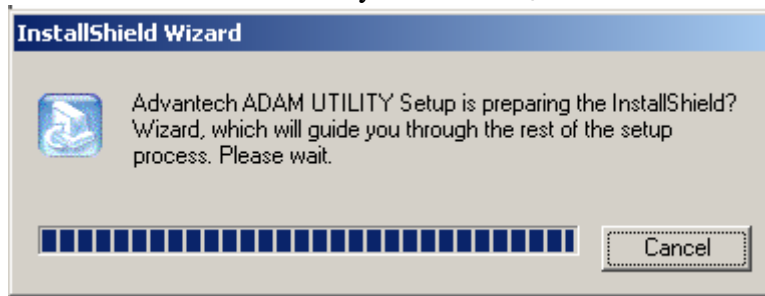 InstallShield Wizard
Advantech ADAM UTILITY Setup is preparing the InstallShield?
Wizard, which will guide you through the rest of the setup
process. Please wait.
Cancel